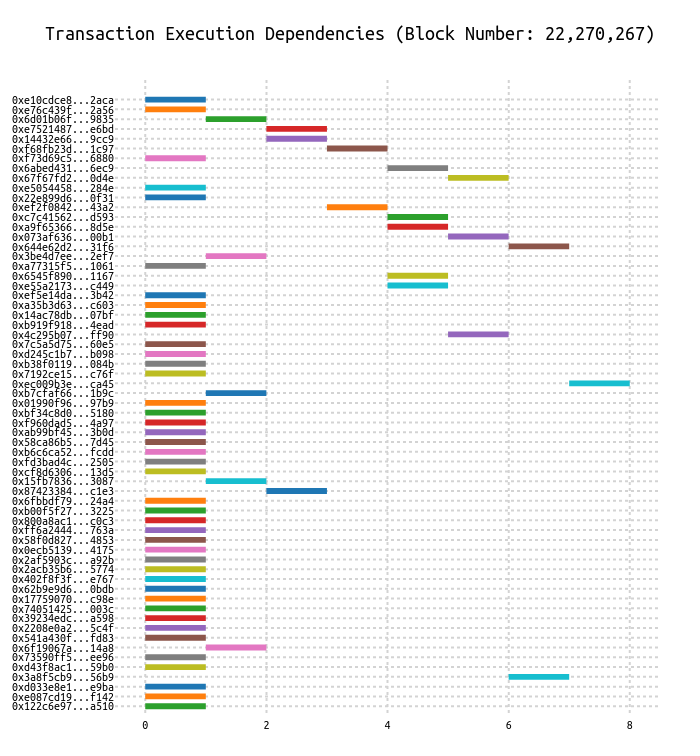 Transaction Execution Dependencies (Block Number: 22,270,267)
0xe10cdce8...2aca
0xe76c439f...2a56
0x6d01b06f...9835
0xe7521487...e6bd
0x14432e66...9cc9
0xf68fb23d...1c97
0xf73d69c5...6880
0x6abed431...6ec9
0x67f67fd2...0d4e
0xe5054458...284e
0x22e899d6...0f31
0xef2f0842...43a2
0xc7c41562...d593
0xa9f65366...8d5e
0x073af636...00b1
0x644e62d2...31f6
0x3be4d7ee...2ef7
0xa77315f5...1061
0x6545f890...1167
0xe55a2173...c449
0xef5e14da...3b42
0xa35b3d63...c603
0x14ac78db...07bf
0xb919f918...4ead
0x4c295b07...ff90
0x7c5a5d75...60e5
0xd245c1b7...b098
0xb38f0119...084b
0x7192ce15...c76f
0xec009b3e...ca45
0xb7cfaf66...1b9c
0x01990f96...97b9
0xbf34c8d0...5180
0xf960dad5...4a97
0xab99bf45...3b0d
0x58ca86b5...7d45
0xb6c6ca52...fcdd
0xfd3bad4c...2505
0xcf8d6306...13d5
0x15fb7836...3087
0x87423384...c1e3
0x6fbbdf79...24a4
0xb00f5f27...3225
0x800a8ac1...c0c3
0xff6a2444...763a
0x58f0d827...4853
0x0ecb5139...4175
0x2af5903c...a92b
0x2acb35b6...5774
0x402f8f3f...e767
0x62b9e9d6...0bdb
0x17759070...c98e
0x74051425...003c
0x39234edc...a598
0x2208e0a2...5c4f
0x541a430f...fd83
0x6f19067a...14a8
0x73590ff5...ee96
0xd43f8ac1...59b0
0x3a8f5cb9...56b9
0xd033e8e1...e9ba
0xe087cd19...f142
0x122c6e97...a510
0 2 4 6 8